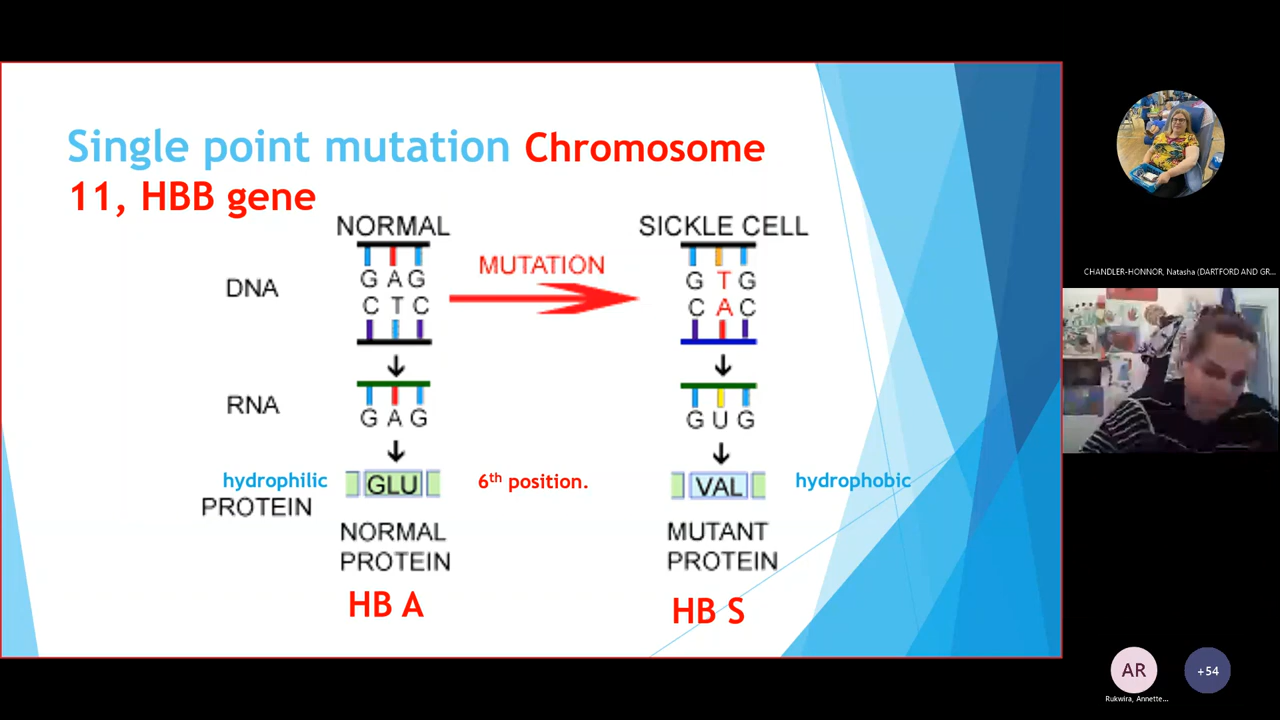 Single point mutation Chromosome
11, HBB gene
NORMAL
SICKLE CELL
MUTATION
DNA
G A G
G T G
C T C
C A C
RNA
G A G
G U G
hydrophilic
GLU
6th position.
VAL
hydrophobic
PROTEIN
NORMAL
PROTEIN
MUTANT
PROTEIN
HB A
HB S
CHANDLER-HONNOR, Natasha (DARTFORD AND GR...
AR
+54
Rukwira, Annette...